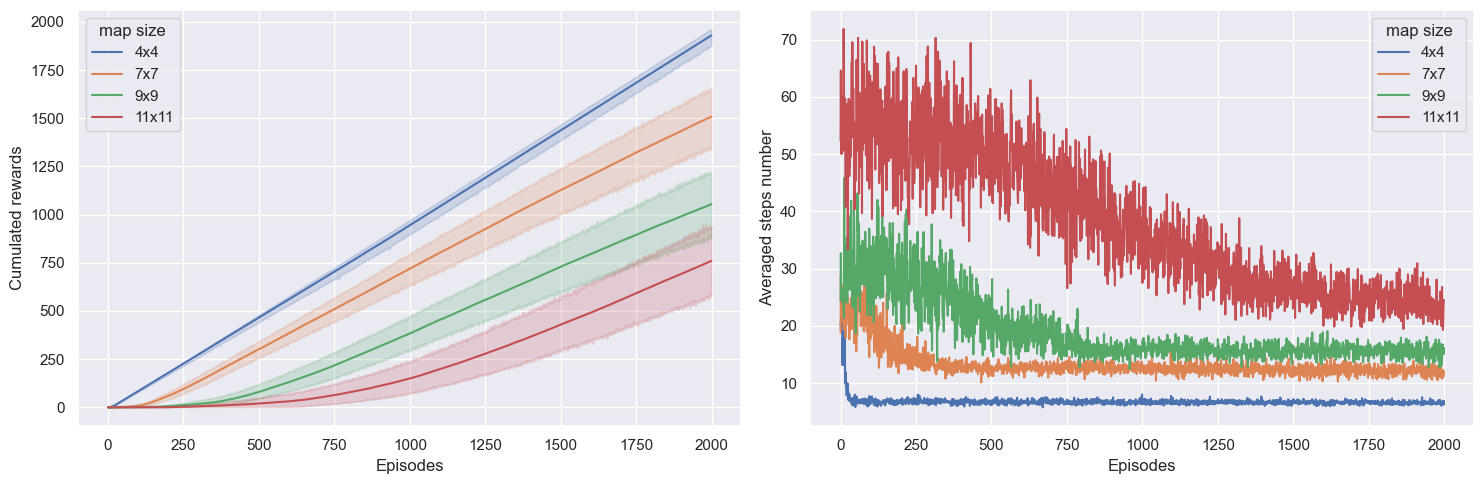 map size
4x4
7x7
9x9
11x11
2000
1750
1500
1250
1000
750
500
250
0
Cumulated rewards
0 250 500 750 1000 1250 1500 1750 2000
Episodes
map size
4x4
7x7
9x9
11x11
70
60
50
40
30
20
10
Averaged steps number
0 250 500 750 1000 1250 1500 1750 2000
Episodes